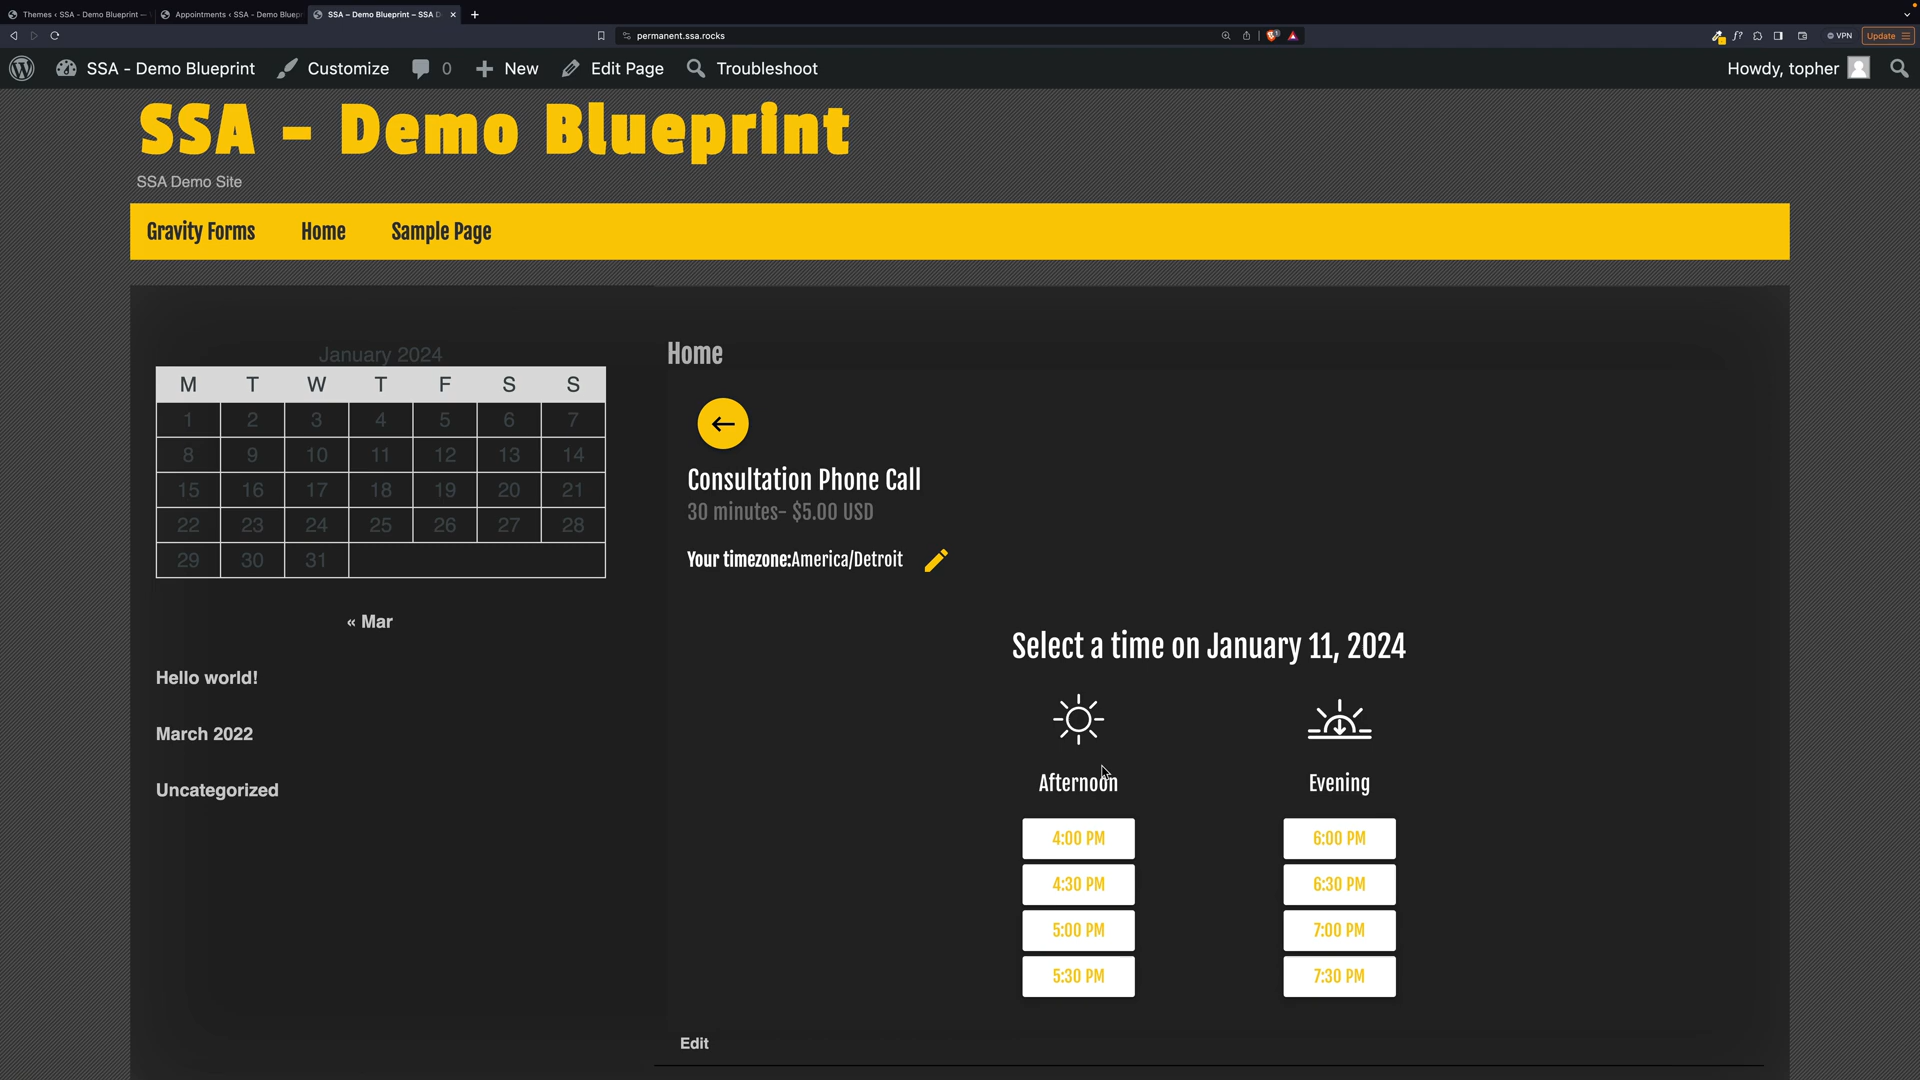 Themes ‹ SSA - Demo Blueprint —
Appointments ‹ SSA - Demo Bluep
SSA – Demo Blueprint – SSA D
permanent.ssa.rocks
VPN
Update
SSA - Demo Blueprint
Customize
0
New
Edit Page
Troubleshoot
Howdy, topher
SSA - Demo Blueprint
SSA Demo Site
Gravity Forms
Home
Sample Page
January 2024
M T W T F S S
1 2 3 4 5 6 7
8 9 10 11 12 13 14
15 16 17 18 19 20 21
22 23 24 25 26 27 28
29 30 31
« Mar
Hello world!
March 2022
Uncategorized
Home
Consultation Phone Call
30 minutes- $5.00 USD
Your timezone:America/Detroit
Select a time on January 11, 2024
Afternoon
4:00 PM
4:30 PM
5:00 PM
5:30 PM
Evening
6:00 PM
6:30 PM
7:00 PM
7:30 PM
Edit